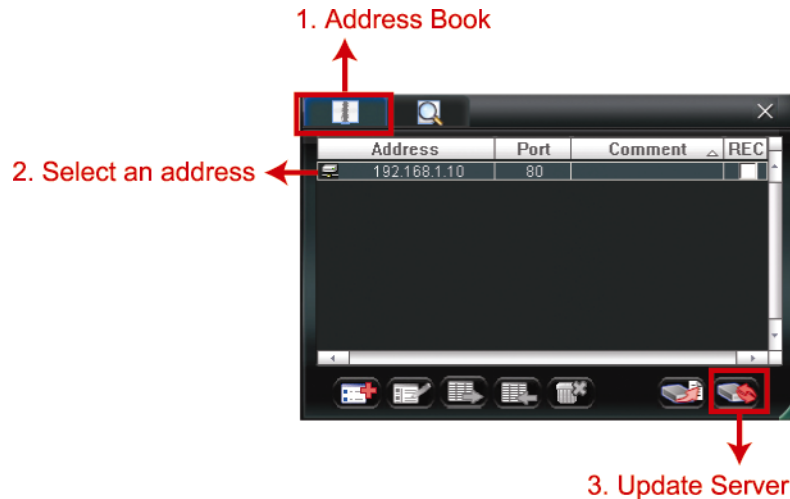 1. Address Book
Address Port Comment REC
2. Select an address
192.168.1.10 80
3. Update Server